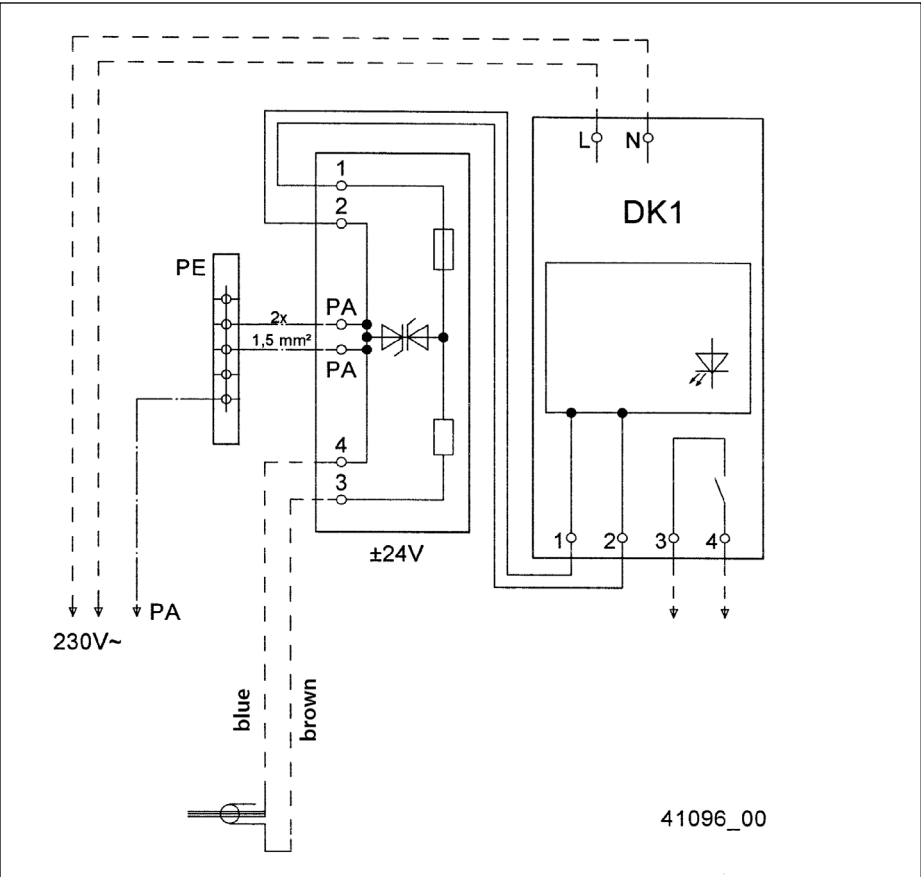 L N
DK1
1
2
PE
2x
PA
1,5 mm²
PA
4
3
±24V
1 2 3 4
PA
230V~
blue
brown
41096_00